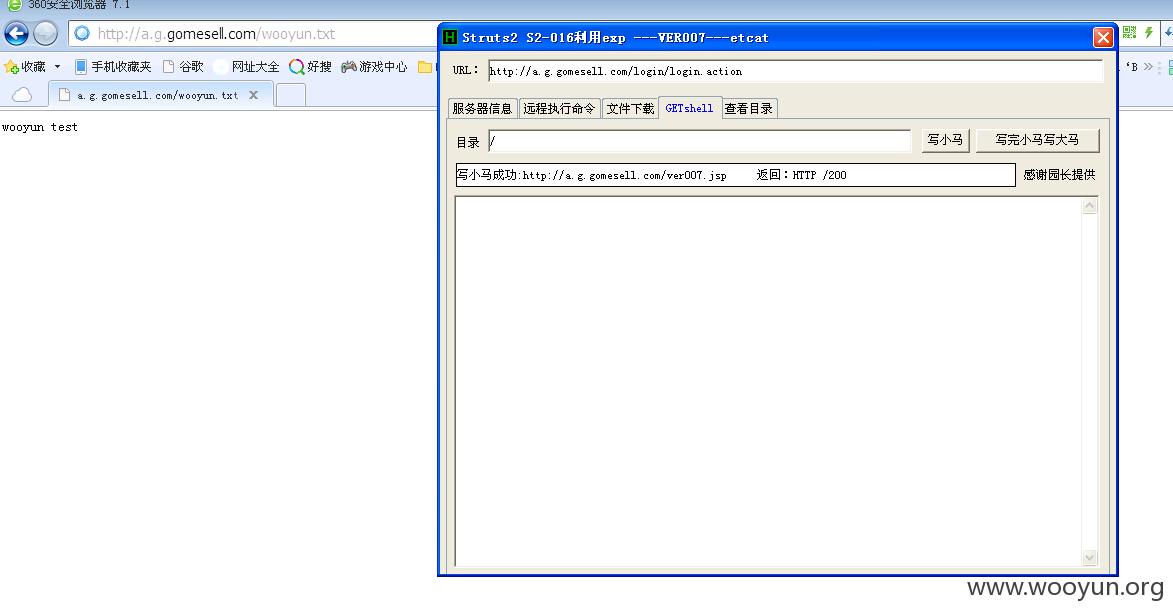 360安全浏览器 7.1
http://a.g.gomesell.com/wooyun.txt
收藏 手机收藏夹 谷歌 网址大全 好搜 游戏中心
a.g.gomesell.com/wooyun.txt
wooyun test
Struts2 S2-016利用exp ---VER007---etcat
URL: http://a.g.gomesell.com/login/login.action
服务器信息 远程执行命令 文件下载 GETshell 查看目录
目录 / 写小马 写完小马写大马
写小马成功:http://a.g.gomesell.com/ver007.jsp 返回:HTTP /200 感谢园长提供
www.wooyun.org